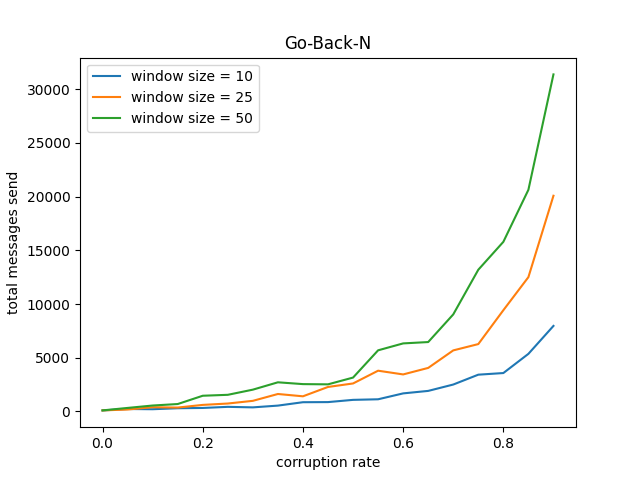 Go-Back-N
window size = 10
window size = 25
window size = 50
total messages send
30000
25000
20000
15000
10000
5000
0
0.0 0.2 0.4 0.6 0.8
corruption rate